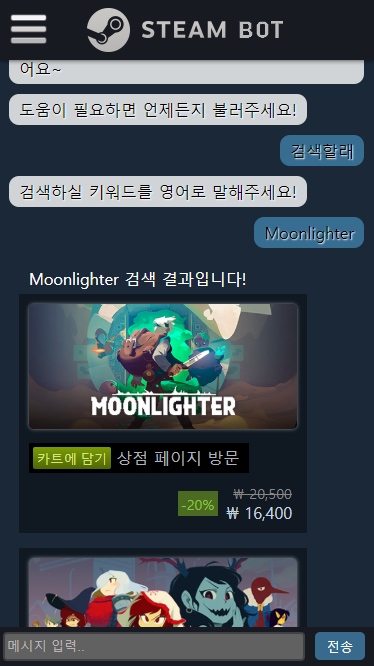 STEAM BOT
어요~
도움이 필요하면 언제든지 불러주세요!
검색할래
검색하실 키워드를 영어로 말해주세요!
Moonlighter
Moonlighter 검색 결과입니다!
MOONLIGHTER
카트에 담기 상점 페이지 방문
-20% ₩ 20,500
₩ 16,400
메시지 입력.. 전송